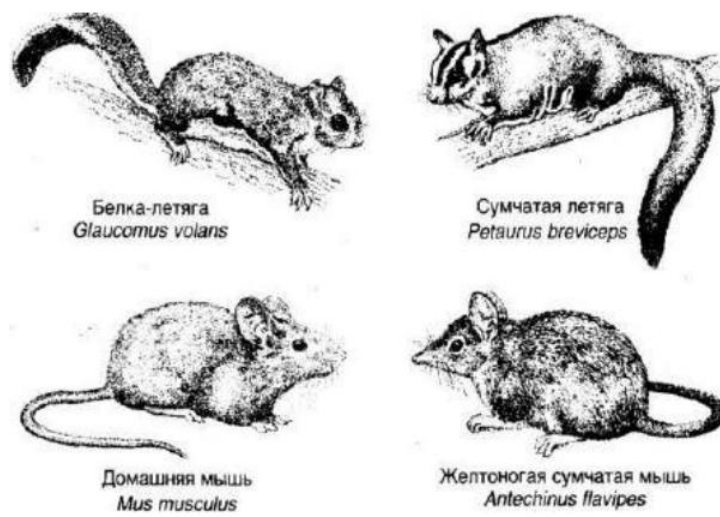 Белка-летяга
Glaucomus volans
Сумчатая летяга
Petaurus breviceps
Домашняя мышь
Mus musculus
Желтоногая сумчатая мышь
Antechinus flavipes